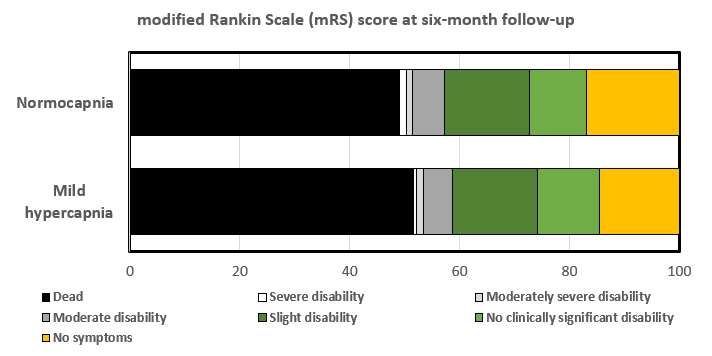 modified Rankin Scale (mRS) score at six-month follow-up
Normocapnia
Mild
hypercapnia
0 20 40 60 80 100
Dead Severe disability Moderately severe disability
Moderate disability Slight disability No clinically significant disability
No symptoms